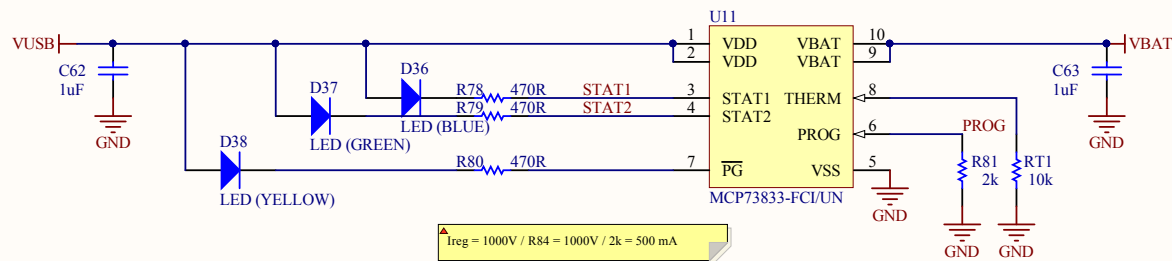 U11
VUSB
1 VDD VBAT 10
2 VDD VBAT 9
VBAT
C62
1uF
GND
D36
R78 470R STAT1 3 STAT1 THERM 8
D37
R79 470R STAT2 4 STAT2
LED (BLUE)
LED (GREEN)
C63
1uF
GND
PROG 6 PROG
D38
R80 470R 7 PG VSS 5
LED (YELLOW)
R81
2k
RT1
10k
MCP73833-FCI/UN
GND
GND
GND
Ireg = 1000V / R84 = 1000V / 2k = 500 mA